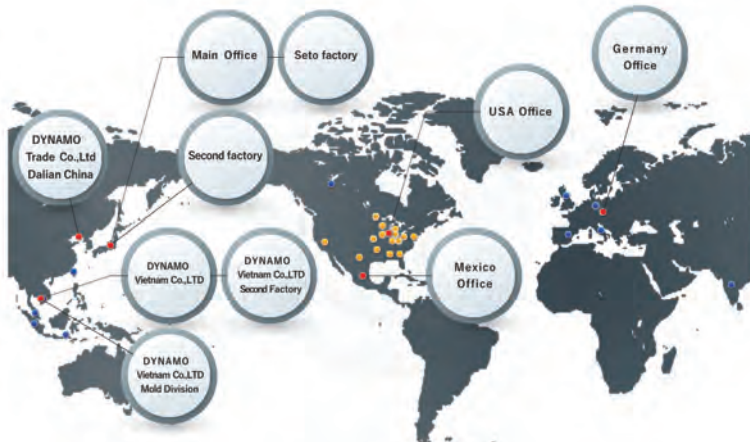 Main Office
Seto factory
Germany
Office
USA Office
DYNAMO
Trade Co.,Ltd
Dalian China
Second factory
DYNAMO
Vietnam Co.,LTD
DYNAMO
Vietnam Co.,LTD
Second Factory
Mexico
Office
DYNAMO
Vietnam Co.,LTD
Mold Division